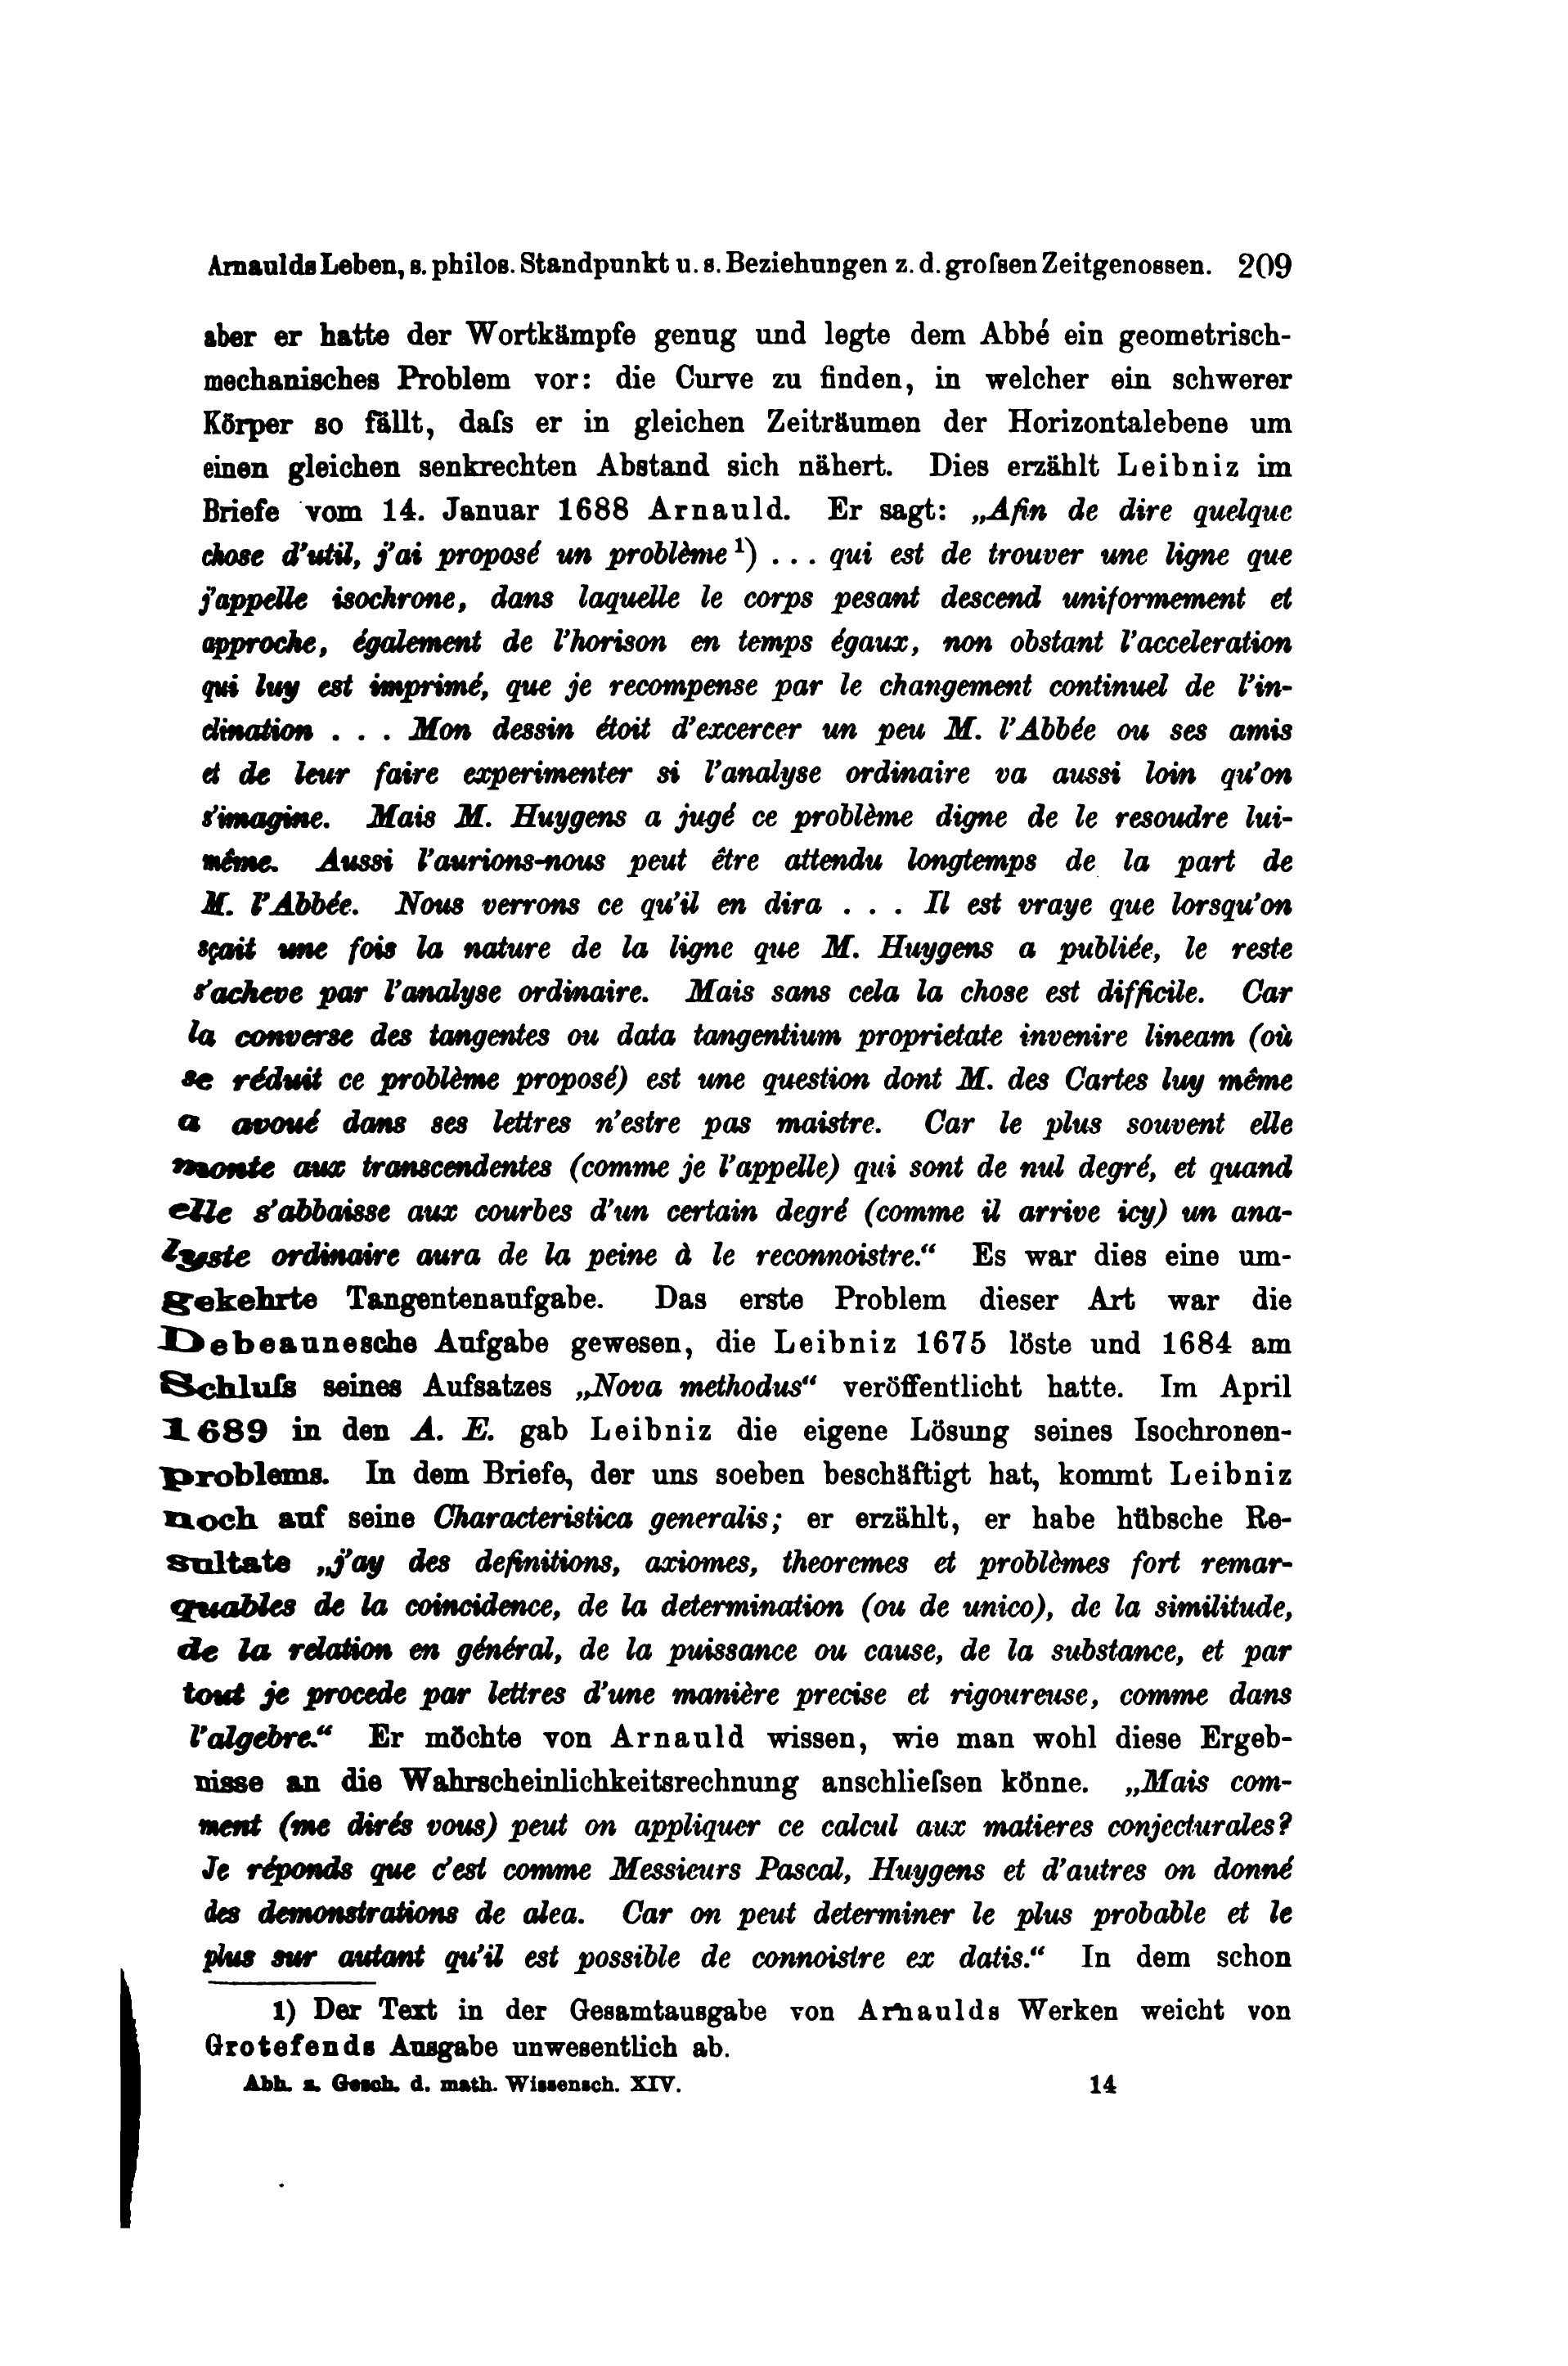 Arnaulds Leben, s. philos. Standpunkt u. s. Beziehungen z. d. groſsen Zeitgenossen. 209
aber er hatte der Wortkämpfe genug und legte dem Abbé ein geometrisch-
mechanisches Problem vor: die Curve zu finden, in welcher ein schwerer
Körper so fällt, daſs er in gleichen Zeiträumen der Horizontalebene um
einen gleichen senkrechten Abstand sich nähert. Dies erzählt Leibniz im
Briefe vom 14. Januar 1688 Arnauld. Er sagt: „Afin de dire quelque
chose d'util, j'ai proposé un problème¹) ... qui est de trouver une ligne que
j'appelle isochrone, dans laquelle le corps pesant descend uniformement et
approche, également de l'horison en temps égaux, non obstant l'acceleration
qui luy est imprimé, que je recompense par le changement continuel de l'in-
clination . . . Mon dessin étoit d'excercer un peu M. l'Abbée ou ses amis
et de leur faire experimenter si l'analyse ordinaire va aussi loin qu'on
s'imagine. Mais M. Huygens a jugé ce problème digne de le resoudre lui-
même. Aussi l'aurions-nous peut être attendu longtemps de la part de
M. l'Abbée. Nous verrons ce qu'il en dira . . . Il est vraye que lorsqu'on
sçait une fois la nature de la ligne que M. Huygens a publiée, le reste
s'acheve par l'analyse ordinaire. Mais sans cela la chose est difficile. Car
la converse des tangentes ou data tangentium proprietate invenire lineam (où
se réduit ce problème proposé) est une question dont M. des Cartes luy même
a avoué dans ses lettres n'estre pas maistre. Car le plus souvent elle
monte aux transcendentes (comme je l'appelle) qui sont de nul degré, et quand
elle s'abbaisse aux courbes d'un certain degré (comme il arrive icy) un ana-
lyste ordinaire aura de la peine à le reconnoistre.“ Es war dies eine um-
gekehrte Tangentenaufgabe. Das erste Problem dieser Art war die
Debeaunesche Aufgabe gewesen, die Leibniz 1675 löste und 1684 am
Schluſs seines Aufsatzes „Nova methodus“ veröffentlicht hatte. Im April
1689 in den A. E. gab Leibniz die eigene Lösung seines Isochronen-
problems. In dem Briefe, der uns soeben beschäftigt hat, kommt Leibniz
noch auf seine Characteristica generalis; er erzählt, er habe hübsche Re-
sultate „j'ay des definitions, axiomes, theoremes et problèmes fort remar-
quables de la coincidence, de la determination (ou de unico), de la similitude,
de la relation en général, de la puissance ou cause, de la substance, et par
tout je procede par lettres d'une manière precise et rigoureuse, comme dans
l'algebre.“ Er möchte von Arnauld wissen, wie man wohl diese Ergeb-
nisse an die Wahrscheinlichkeitsrechnung anschlieſsen könne. „Mais com-
ment (me dirés vous) peut on appliquer ce calcul aux matieres conjecturales?
Je réponds que c'est comme Messieurs Pascal, Huygens et d'autres on donné
des demonstrations de alea. Car on peut determiner le plus probable et le
plus sur autant qu'il est possible de connoistre ex datis.“ In dem schon
1) Der Text in der Gesamtausgabe von Arnaulds Werken weicht von
Grotefends Ausgabe unwesentlich ab.
Abh. z. Gesch. d. math. Wissensch. XIV. 14